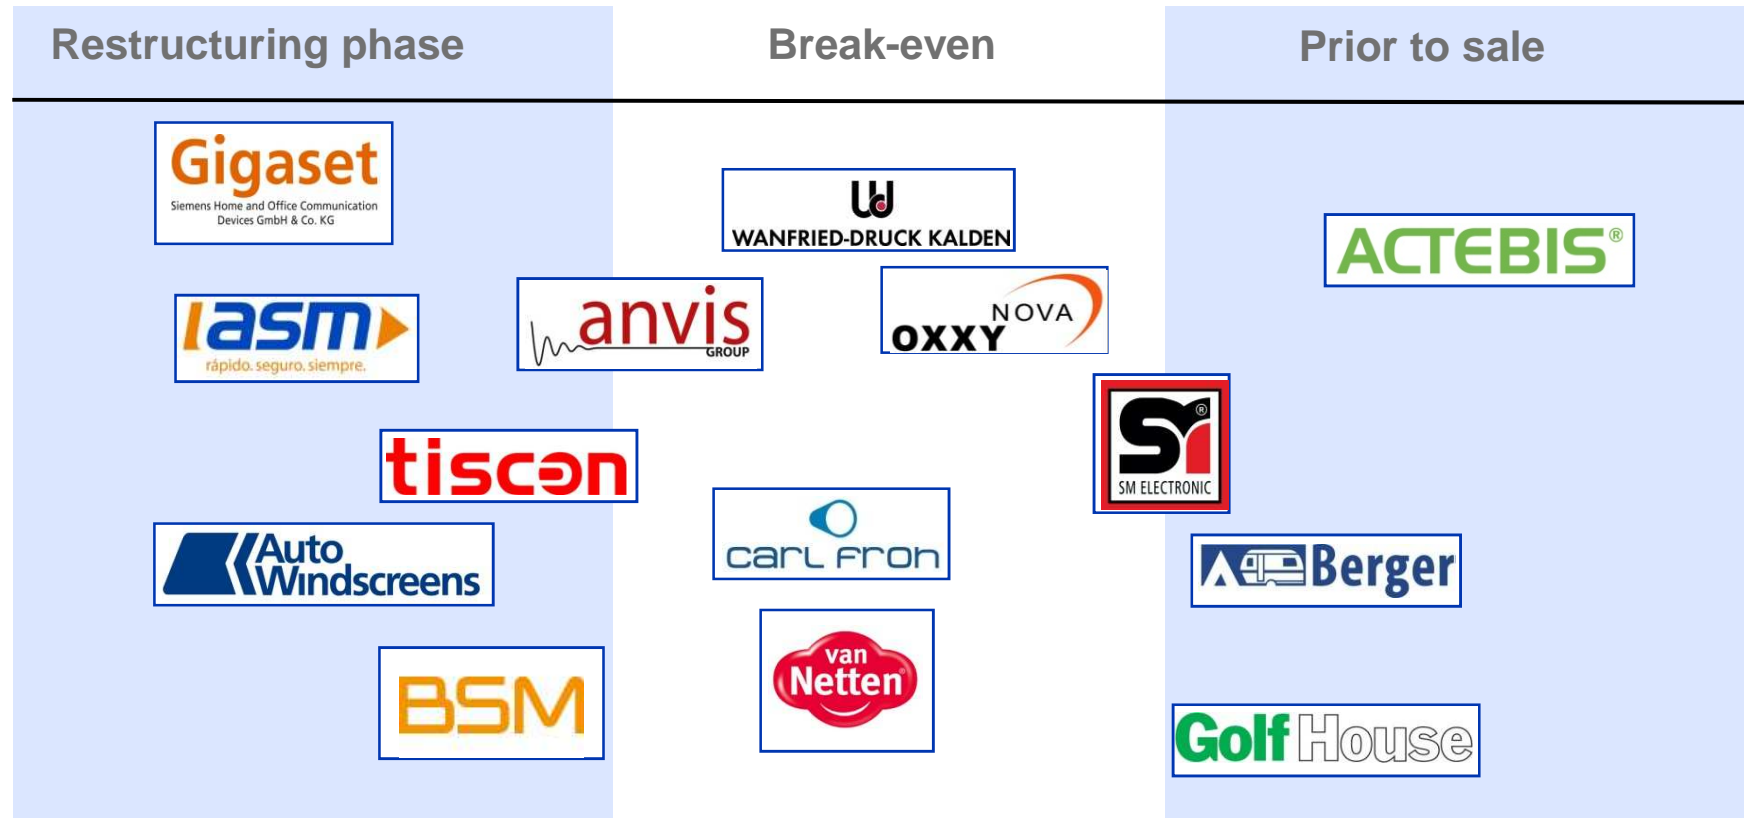 Restructuring phase
Break-even
Prior to sale
Gigaset
Siemens Home and Office Communication
Devices GmbH & Co. KG
WANFRIED-DRUCK KALDEN
ACTEBIS®
asm
rápido. seguro. siempre.
anvis
GROUP
NOVA
OXXY
tiscon
SM®
SM ELECTRONIC
carl fron
Auto
Windscreens
Berger
BSM
van
Netten®
Golf House